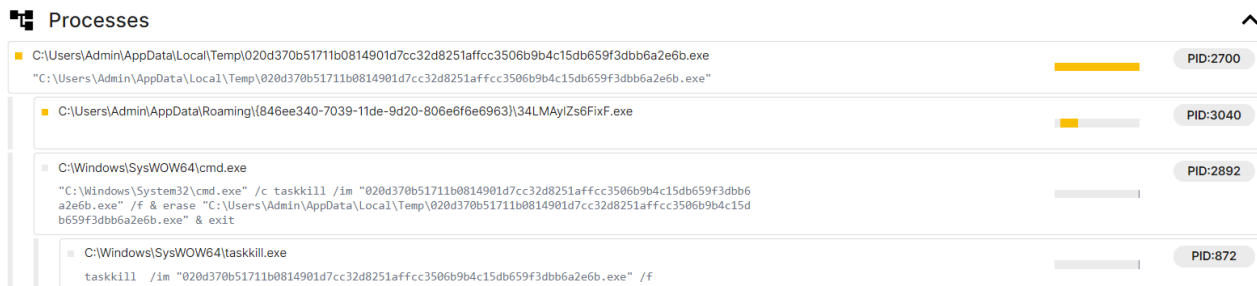 Processes
C:\Users\Admin\AppData\Local\Temp\020d370b51711b0814901d7cc32d8251affcc3506b9b4c15db659f3dbb6a2e6b.exe
PID:2700
"C:\Users\Admin\AppData\Local\Temp\020d370b51711b0814901d7cc32d8251affcc3506b9b4c15db659f3dbb6a2e6b.exe"
C:\Users\Admin\AppData\Roaming\{846ee340-7039-11de-9d20-806e6f6e6963}\34LMAylZs6FixF.exe
PID:3040
C:\Windows\SysWOW64\cmd.exe
PID:2892
"C:\Windows\System32\cmd.exe" /c taskkill /im "020d370b51711b0814901d7cc32d8251affcc3506b9b4c15db659f3dbb6
a2e6b.exe" /f & erase "C:\Users\Admin\AppData\Local\Temp\020d370b51711b0814901d7cc32d8251affcc3506b9b4c15d
b659f3dbb6a2e6b.exe" & exit
C:\Windows\SysWOW64\taskkill.exe
PID:872
taskkill /im "020d370b51711b0814901d7cc32d8251affcc3506b9b4c15db659f3dbb6a2e6b.exe" /f